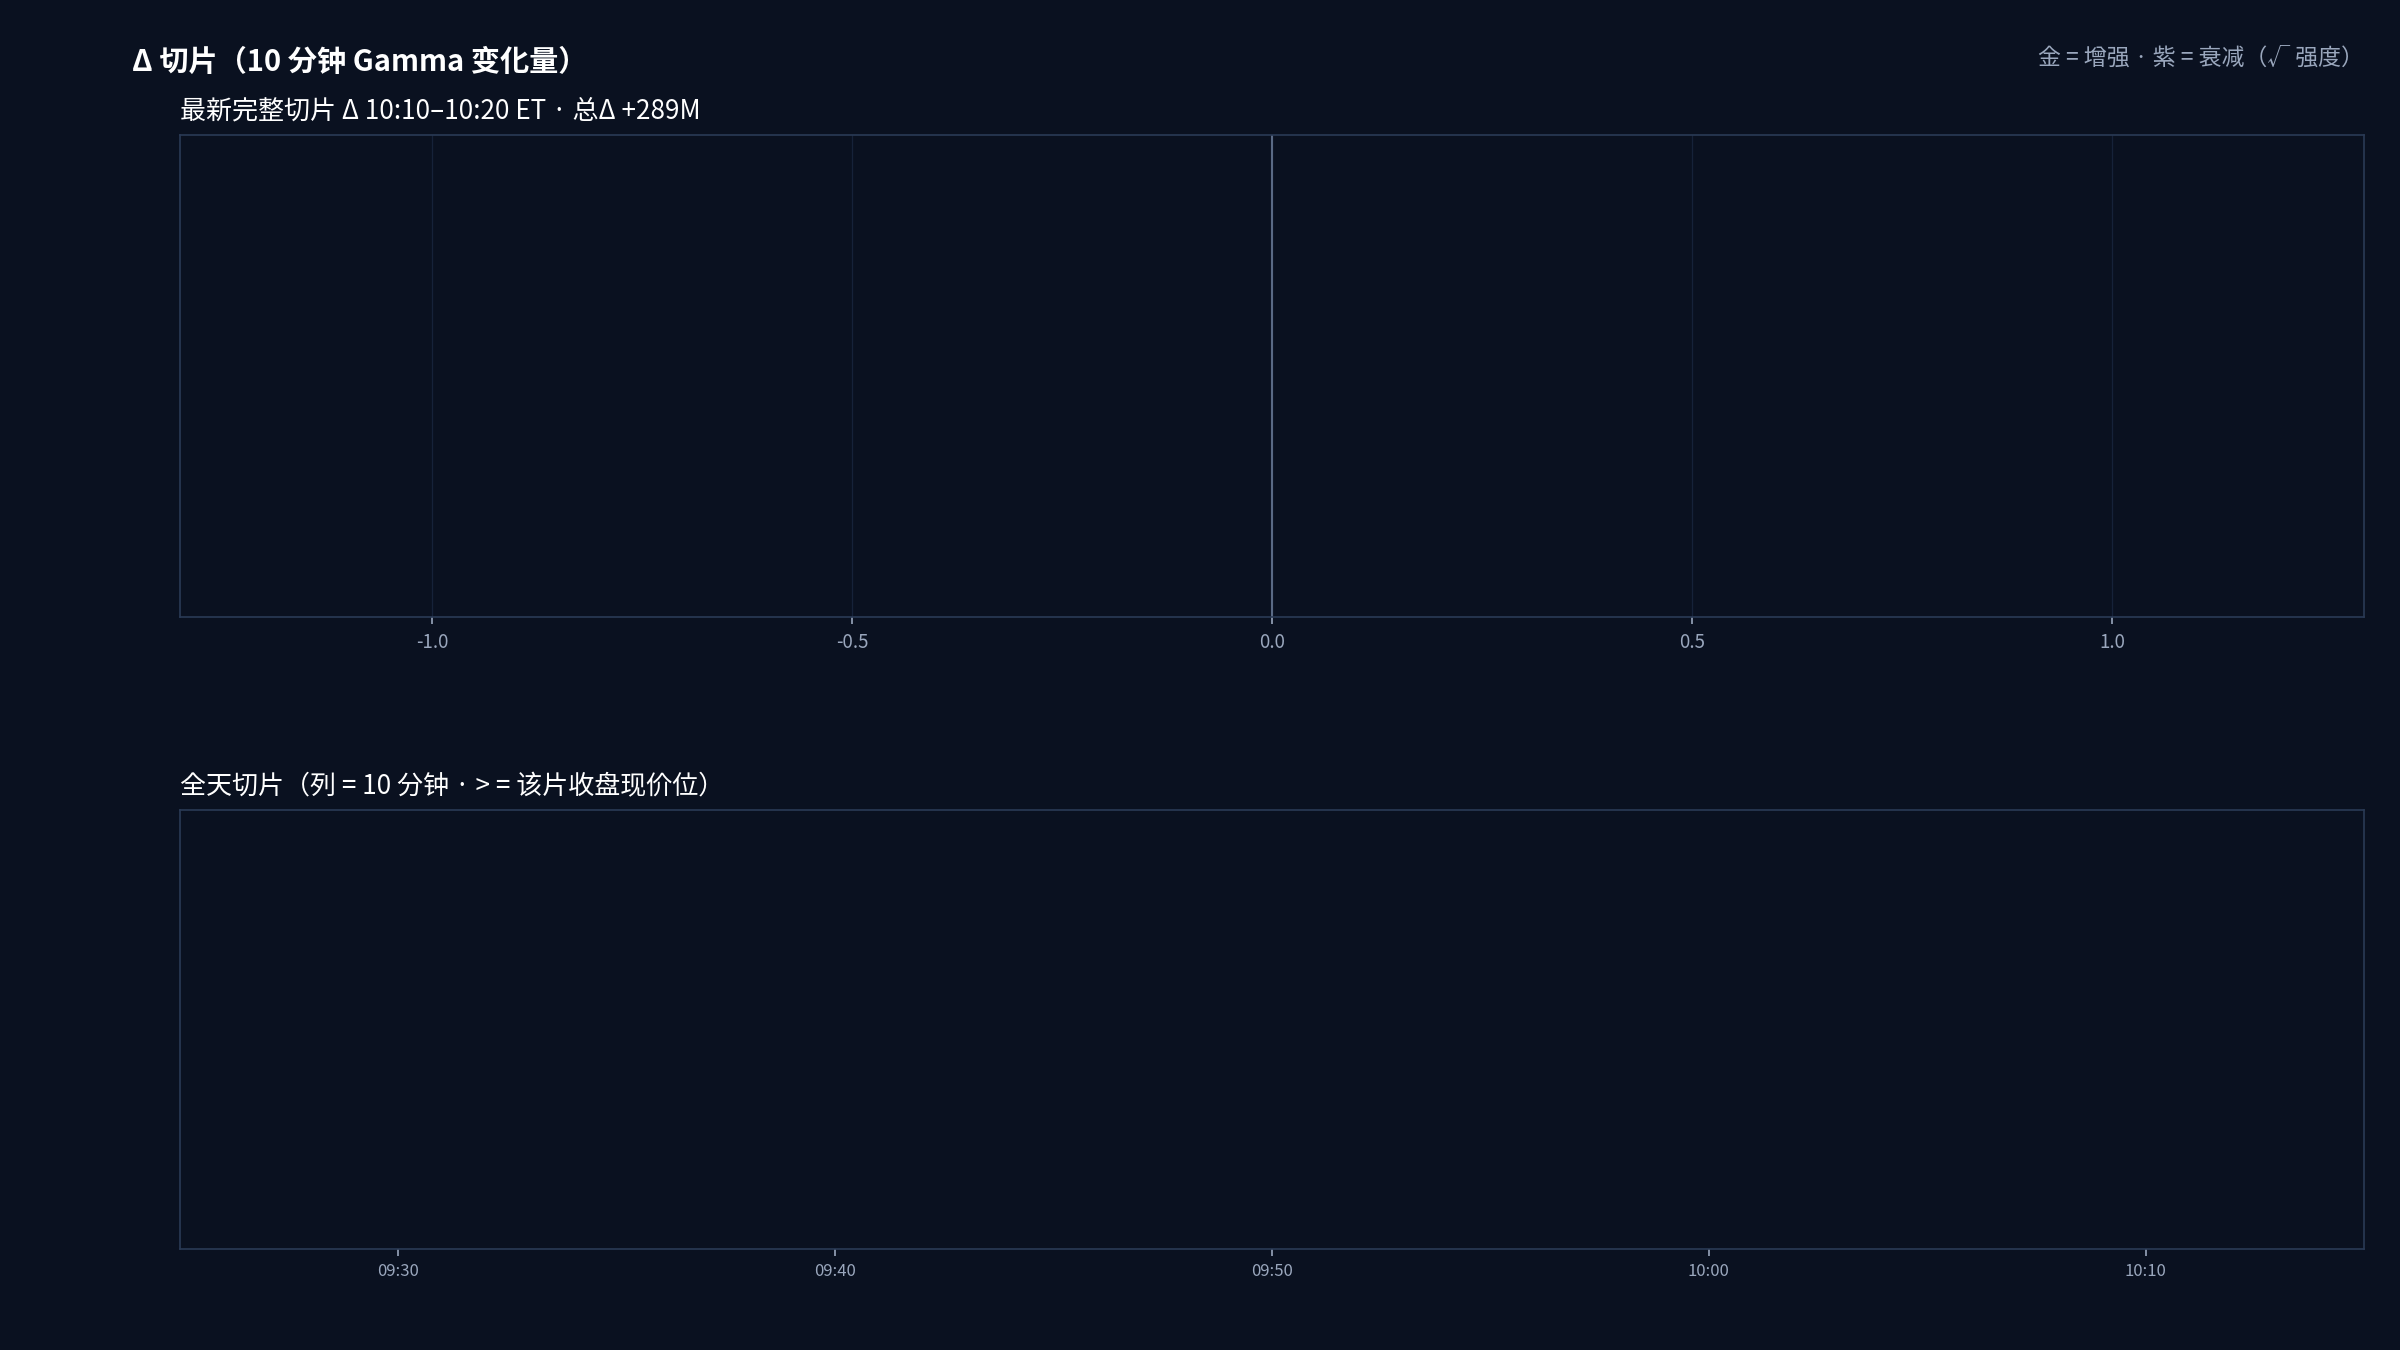 Δ 切片（10 分钟 Gamma 变化量）
金 = 增强 · 紫 = 衰减（√ 强度）
最新完整切片 Δ 10:10–10:20 ET · 总Δ +289M
-1.0 -0.5 0.0 0.5 1.0
全天切片（列 = 10 分钟 · > = 该片收盘现价位）
09:30 09:40 09:50 10:00 10:10